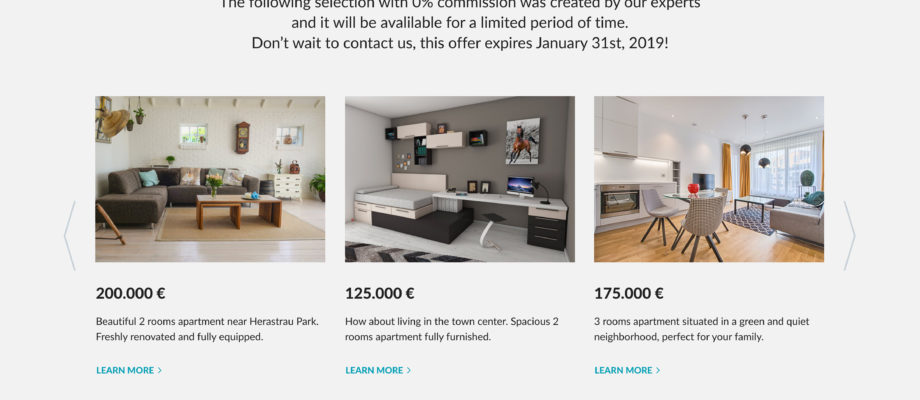 The following selection with 0% commission was created by our experts
and it will be avalilable for a limited period of time.
Don't wait to contact us, this offer expires January 31st, 2019!
200.000 €
125.000 €
175.000 €
Beautiful 2 rooms apartment near Herastrau Park.
Freshly renovated and fully equipped.
How about living in the town center. Spacious 2
rooms apartment fully furnished.
3 rooms apartment situated in a green and quiet
neighborhood, perfect for your family.
LEARN MORE >
LEARN MORE >
LEARN MORE >